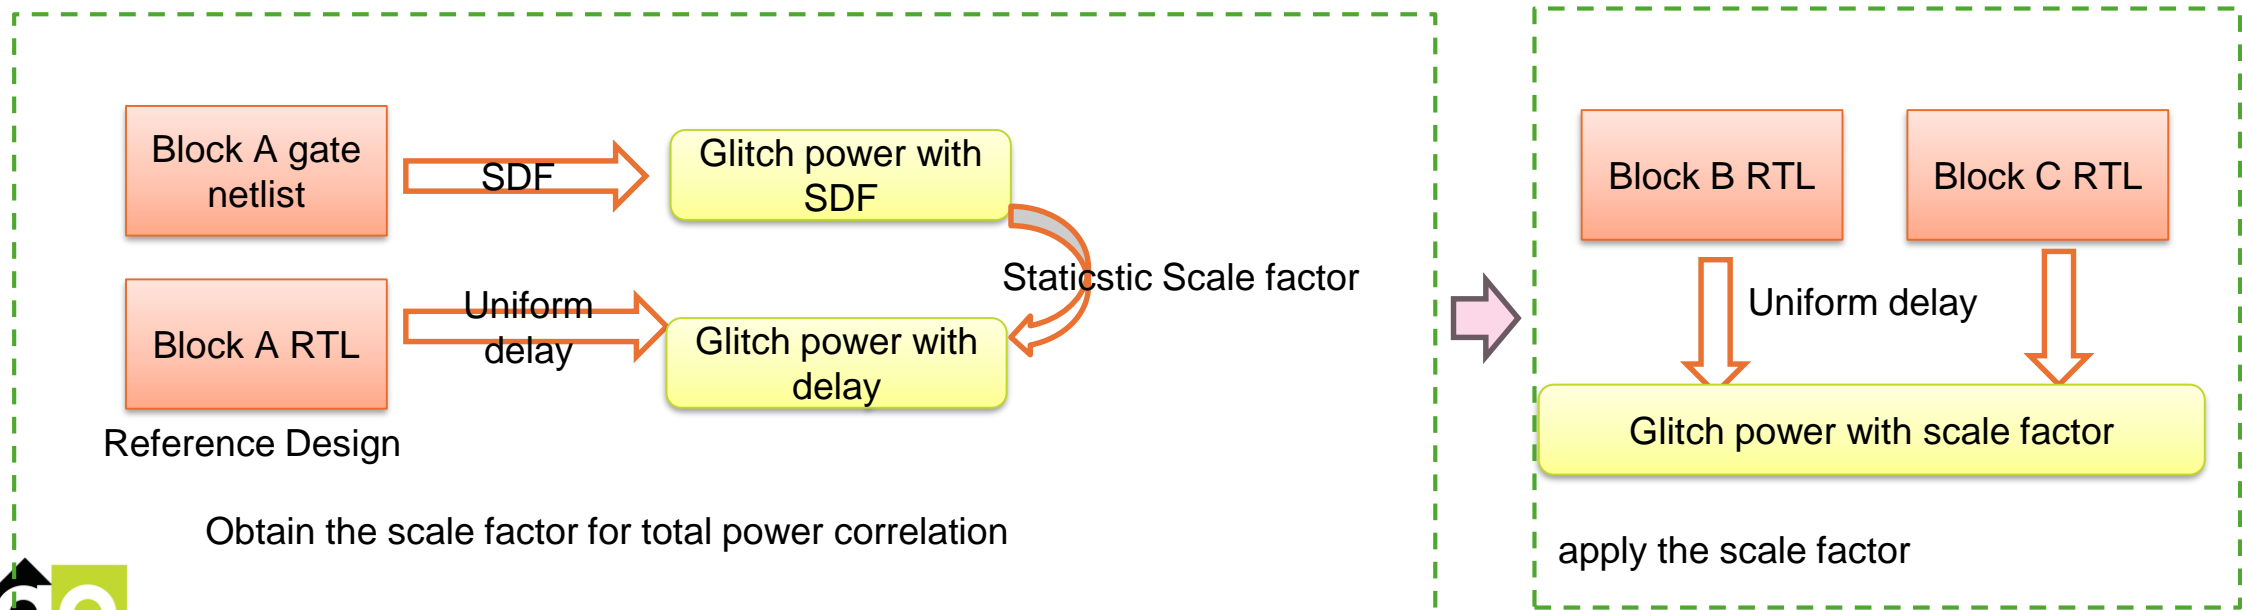 Block A gate
netlist
SDF
Glitch power with
SDF
Staticstic Scale factor
Block A RTL
Uniform
delay
Glitch power with
delay
Reference Design
Obtain the scale factor for total power correlation
Block B RTL
Block C RTL
Uniform delay
Glitch power with scale factor
apply the scale factor